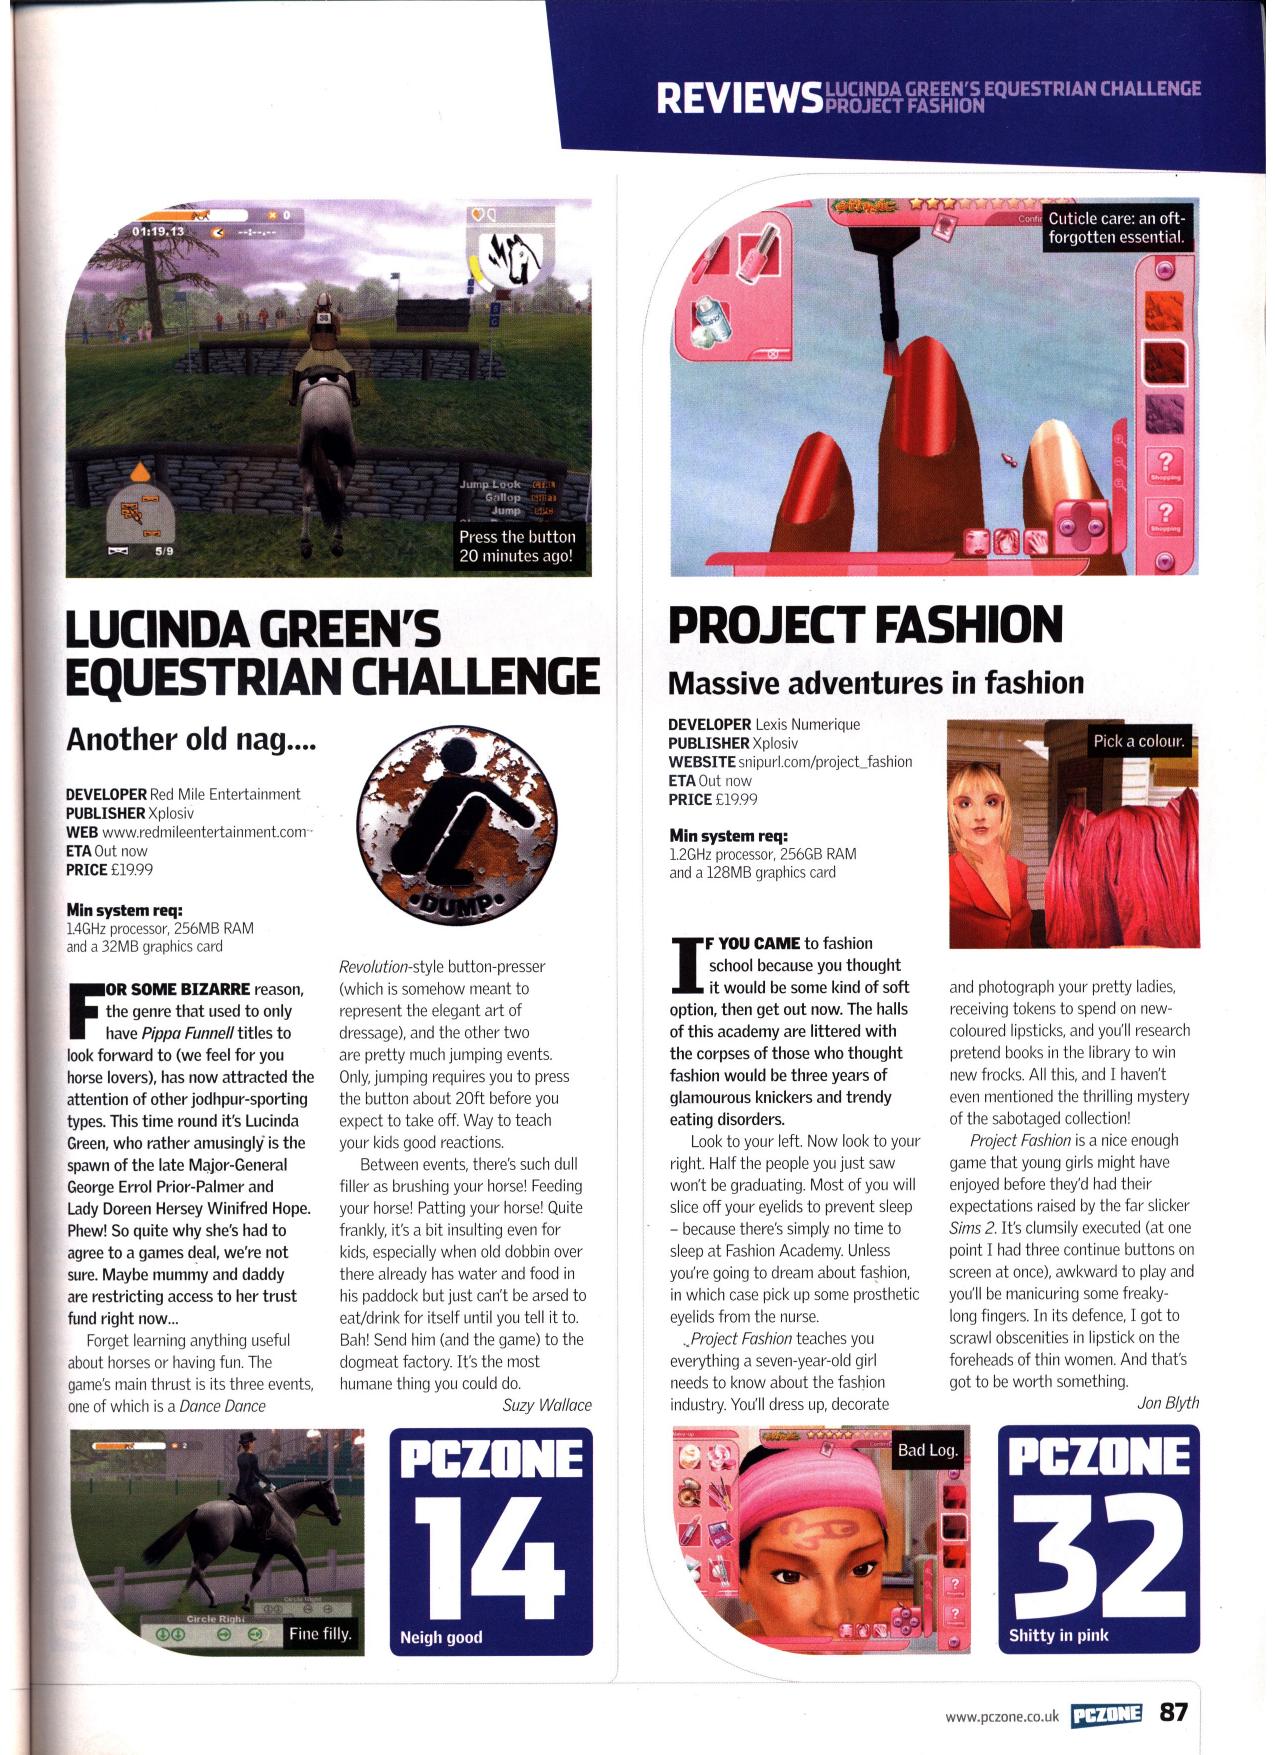 REVIEWS LUCINDA GREEN'S EQUESTRIAN CHALLENGE
PROJECT FASHION
0
01:19.13
--:--.--
36
5/9
Jump Look CTRL
Gallop SHIFT
Jump SPC
Press the button
20 minutes ago!
LUCINDA GREEN'S
EQUESTRIAN CHALLENGE
Another old nag....
DEVELOPER Red Mile Entertainment
PUBLISHER Xplosiv
WEB www.redmileentertainment.com
ETA Out now
PRICE £19.99
Min system req:
1.4GHz processor, 256MB RAM
and a 32MB graphics card
•DUMP•
FOR SOME BIZARRE reason,
the genre that used to only
have Pippa Funnell titles to
look forward to (we feel for you
horse lovers), has now attracted the
attention of other jodhpur-sporting
types. This time round it's Lucinda
Green, who rather amusingly is the
spawn of the late Major-General
George Errol Prior-Palmer and
Lady Doreen Hersey Winifred Hope.
Phew! So quite why she's had to
agree to a games deal, we're not
sure. Maybe mummy and daddy
are restricting access to her trust
fund right now...
Forget learning anything useful
about horses or having fun. The
game's main thrust is its three events,
one of which is a Dance Dance
Revolution-style button-presser
(which is somehow meant to
represent the elegant art of
dressage), and the other two
are pretty much jumping events.
Only, jumping requires you to press
the button about 20ft before you
expect to take off. Way to teach
your kids good reactions.
Between events, there's such dull
filler as brushing your horse! Feeding
your horse! Patting your horse! Quite
frankly, it's a bit insulting even for
kids, especially when old dobbin over
there already has water and food in
his paddock but just can't be arsed to
eat/drink for itself until you tell it to.
Bah! Send him (and the game) to the
dogmeat factory. It's the most
humane thing you could do.
Suzy Wallace
2
Circle Right
Circle Right
Fine filly.
PCZONE
14
Neigh good
Cuticle care: an oft-
forgotten essential.
?
Shopping
?
Shopping
PROJECT FASHION
Massive adventures in fashion
DEVELOPER Lexis Numerique
PUBLISHER Xplosiv
WEBSITE snipurl.com/project_fashion
ETA Out now
PRICE £19.99
Min system req:
1.2GHz processor, 256GB RAM
and a 128MB graphics card
Pick a colour.
IF YOU CAME to fashion
school because you thought
it would be some kind of soft
option, then get out now. The halls
of this academy are littered with
the corpses of those who thought
fashion would be three years of
glamourous knickers and trendy
eating disorders.
Look to your left. Now look to your
right. Half the people you just saw
won't be graduating. Most of you will
slice off your eyelids to prevent sleep
– because there's simply no time to
sleep at Fashion Academy. Unless
you're going to dream about fashion,
in which case pick up some prosthetic
eyelids from the nurse.
Project Fashion teaches you
everything a seven-year-old girl
needs to know about the fashion
industry. You'll dress up, decorate
and photograph your pretty ladies,
receiving tokens to spend on new-
coloured lipsticks, and you'll research
pretend books in the library to win
new frocks. All this, and I haven't
even mentioned the thrilling mystery
of the sabotaged collection!
Project Fashion is a nice enough
game that young girls might have
enjoyed before they'd had their
expectations raised by the far slicker
Sims 2. It's clumsily executed (at one
point I had three continue buttons on
screen at once), awkward to play and
you'll be manicuring some freaky-
long fingers. In its defence, I got to
scrawl obscenities in lipstick on the
foreheads of thin women. And that's
got to be worth something.
Jon Blyth
Make-up
Bad Log.
?
?
PCZONE
32
Shitty in pink
www.pczone.co.uk PCZONE 87